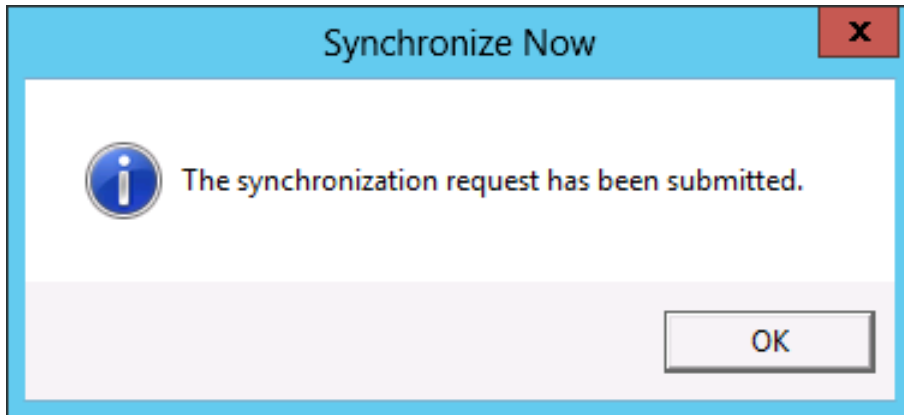 Synchronize Now
x
The synchronization request has been submitted.
OK